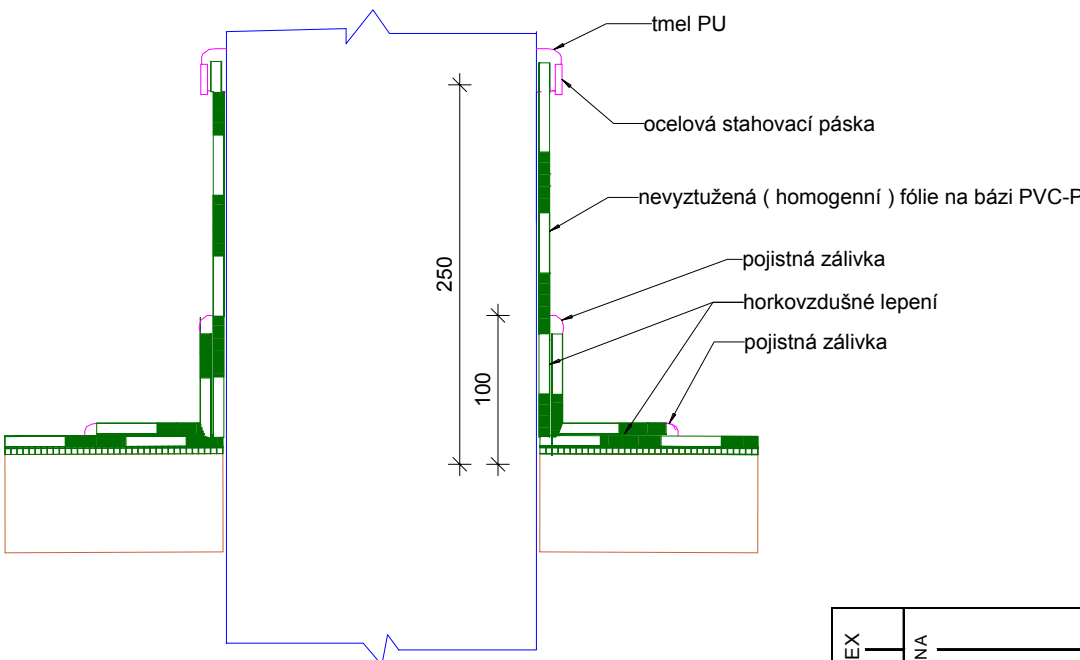 tmel PU
ocelová stahovací páska
nevyztužená ( homogenní ) fólie na bázi PVC-P
pojistná zálivka
horkovzdušné lepení
pojistná zálivka
250
100
EX
NA